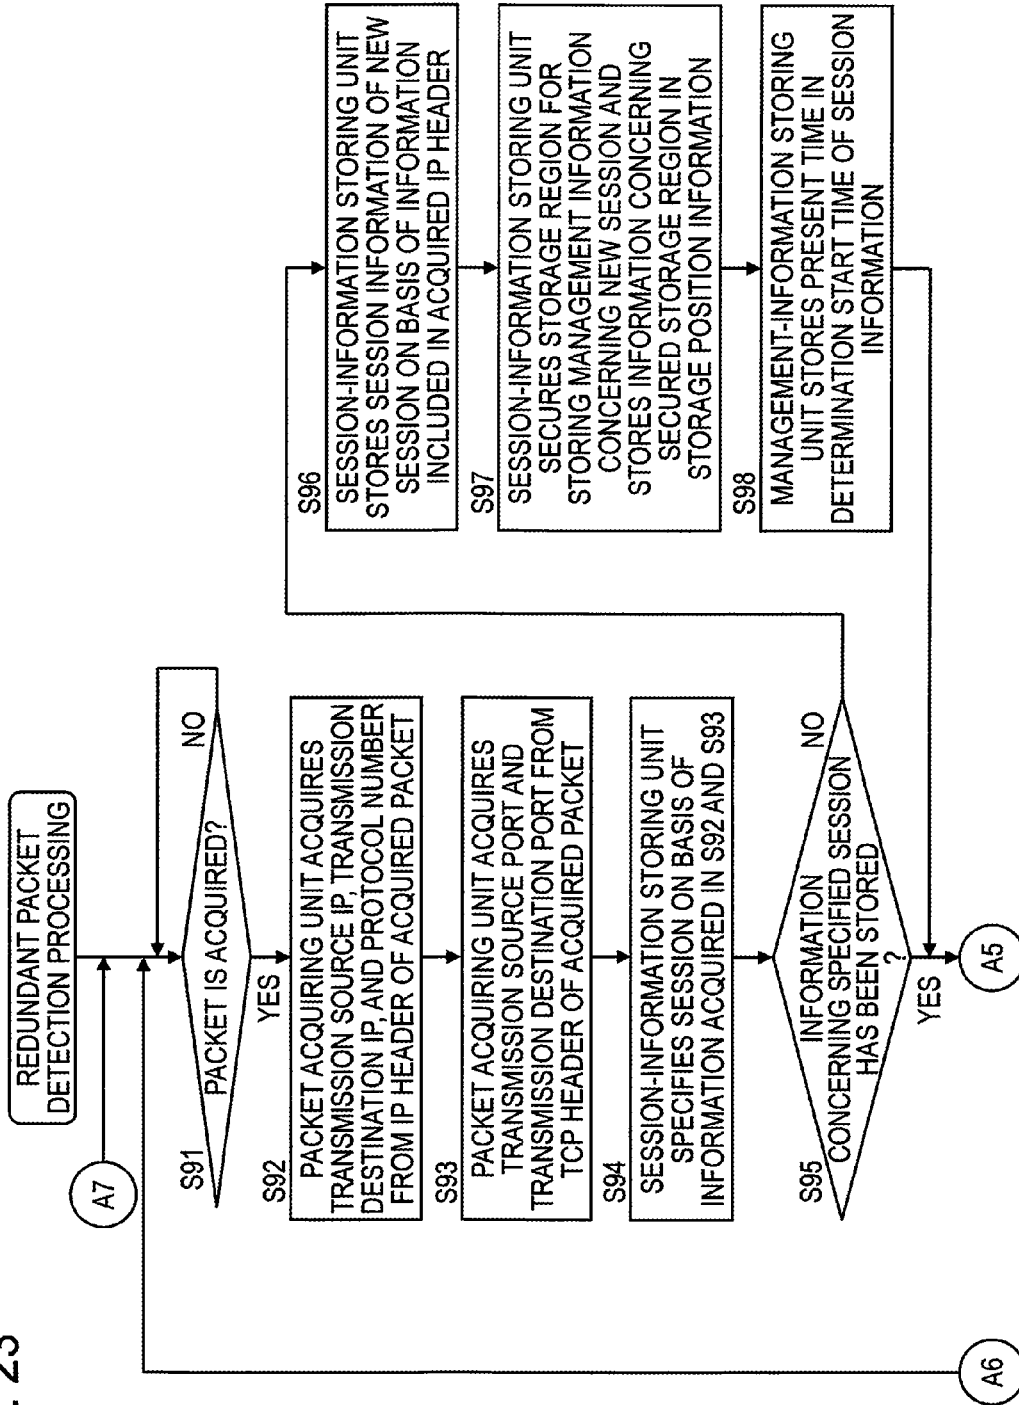 . 23
REDUNDANT PACKET
DETECTION PROCESSING
A7
S91
PACKET IS ACQUIRED?
NO
YES
S92
PACKET ACQUIRING UNIT ACQUIRES
TRANSMISSION SOURCE IP, TRANSMISSION
DESTINATION IP, AND PROTOCOL NUMBER
FROM IP HEADER OF ACQUIRED PACKET
S93
PACKET ACQUIRING UNIT ACQUIRES
TRANSMISSION SOURCE PORT AND
TRANSMISSION DESTINATION PORT FROM
TCP HEADER OF ACQUIRED PACKET
S94
SESSION-INFORMATION STORING UNIT
SPECIFIES SESSION ON BASIS OF
INFORMATION ACQUIRED IN S92 AND S93
S95
INFORMATION
CONCERNING SPECIFIED SESSION
HAS BEEN STORED
?
NO
YES
A5
A6
S96
SESSION-INFORMATION STORING UNIT
STORES SESSION INFORMATION OF NEW
SESSION ON BASIS OF INFORMATION
INCLUDED IN ACQUIRED IP HEADER
S97
SESSION-INFORMATION STORING UNIT
SECURES STORAGE REGION FOR
STORING MANAGEMENT INFORMATION
CONCERNING NEW SESSION AND
STORES INFORMATION CONCERNING
SECURED STORAGE REGION IN
STORAGE POSITION INFORMATION
S98
MANAGEMENT-INFORMATION STORING
UNIT STORES PRESENT TIME IN
DETERMINATION START TIME OF SESSION
INFORMATION